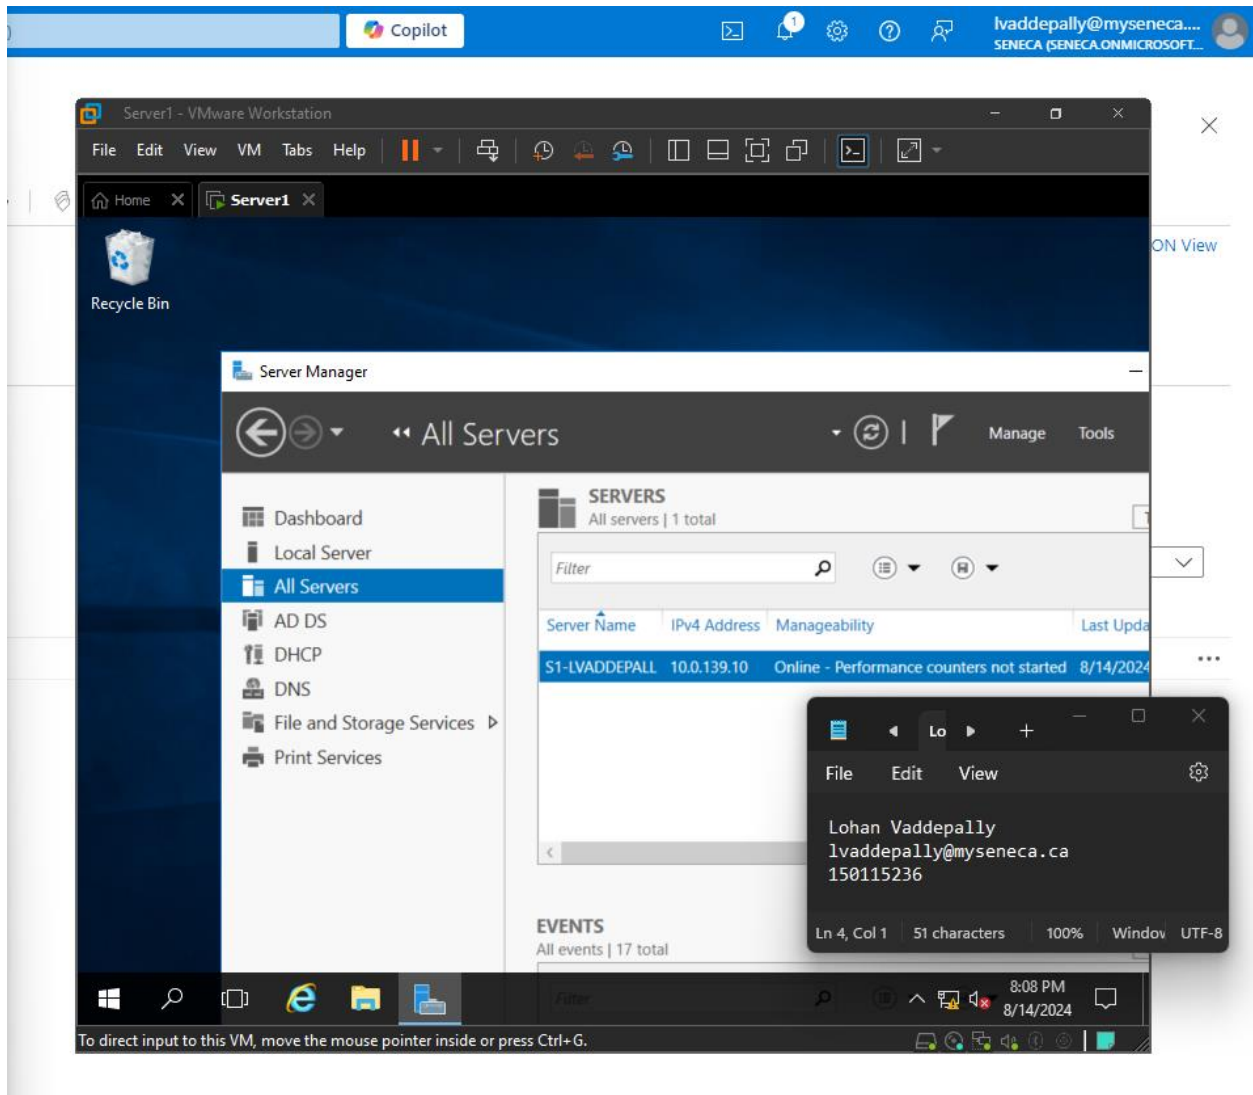 Copilot
1
lvaddepally@myseneca....
SENECA (SENECA.ONMICROSOFT...
Server1 - VMware Workstation
File Edit View VM Tabs Help
Home Server1
ON View
Recycle Bin
Server Manager
All Servers
Manage Tools
Dashboard
Local Server
All Servers
AD DS
DHCP
DNS
File and Storage Services
Print Services
SERVERS
All servers | 1 total
Filter
Server Name IPv4 Address Manageability Last Upda
S1-LVADDEPALL 10.0.139.10 Online - Performance counters not started 8/14/2024
Lo
File Edit View
Lohan Vaddepally
lvaddepally@myseneca.ca
150115236
Ln 4, Col 1 51 characters 100% Window UTF-8
EVENTS
All events | 17 total
Filter
8:08 PM
8/14/2024
To direct input to this VM, move the mouse pointer inside or press Ctrl+G.